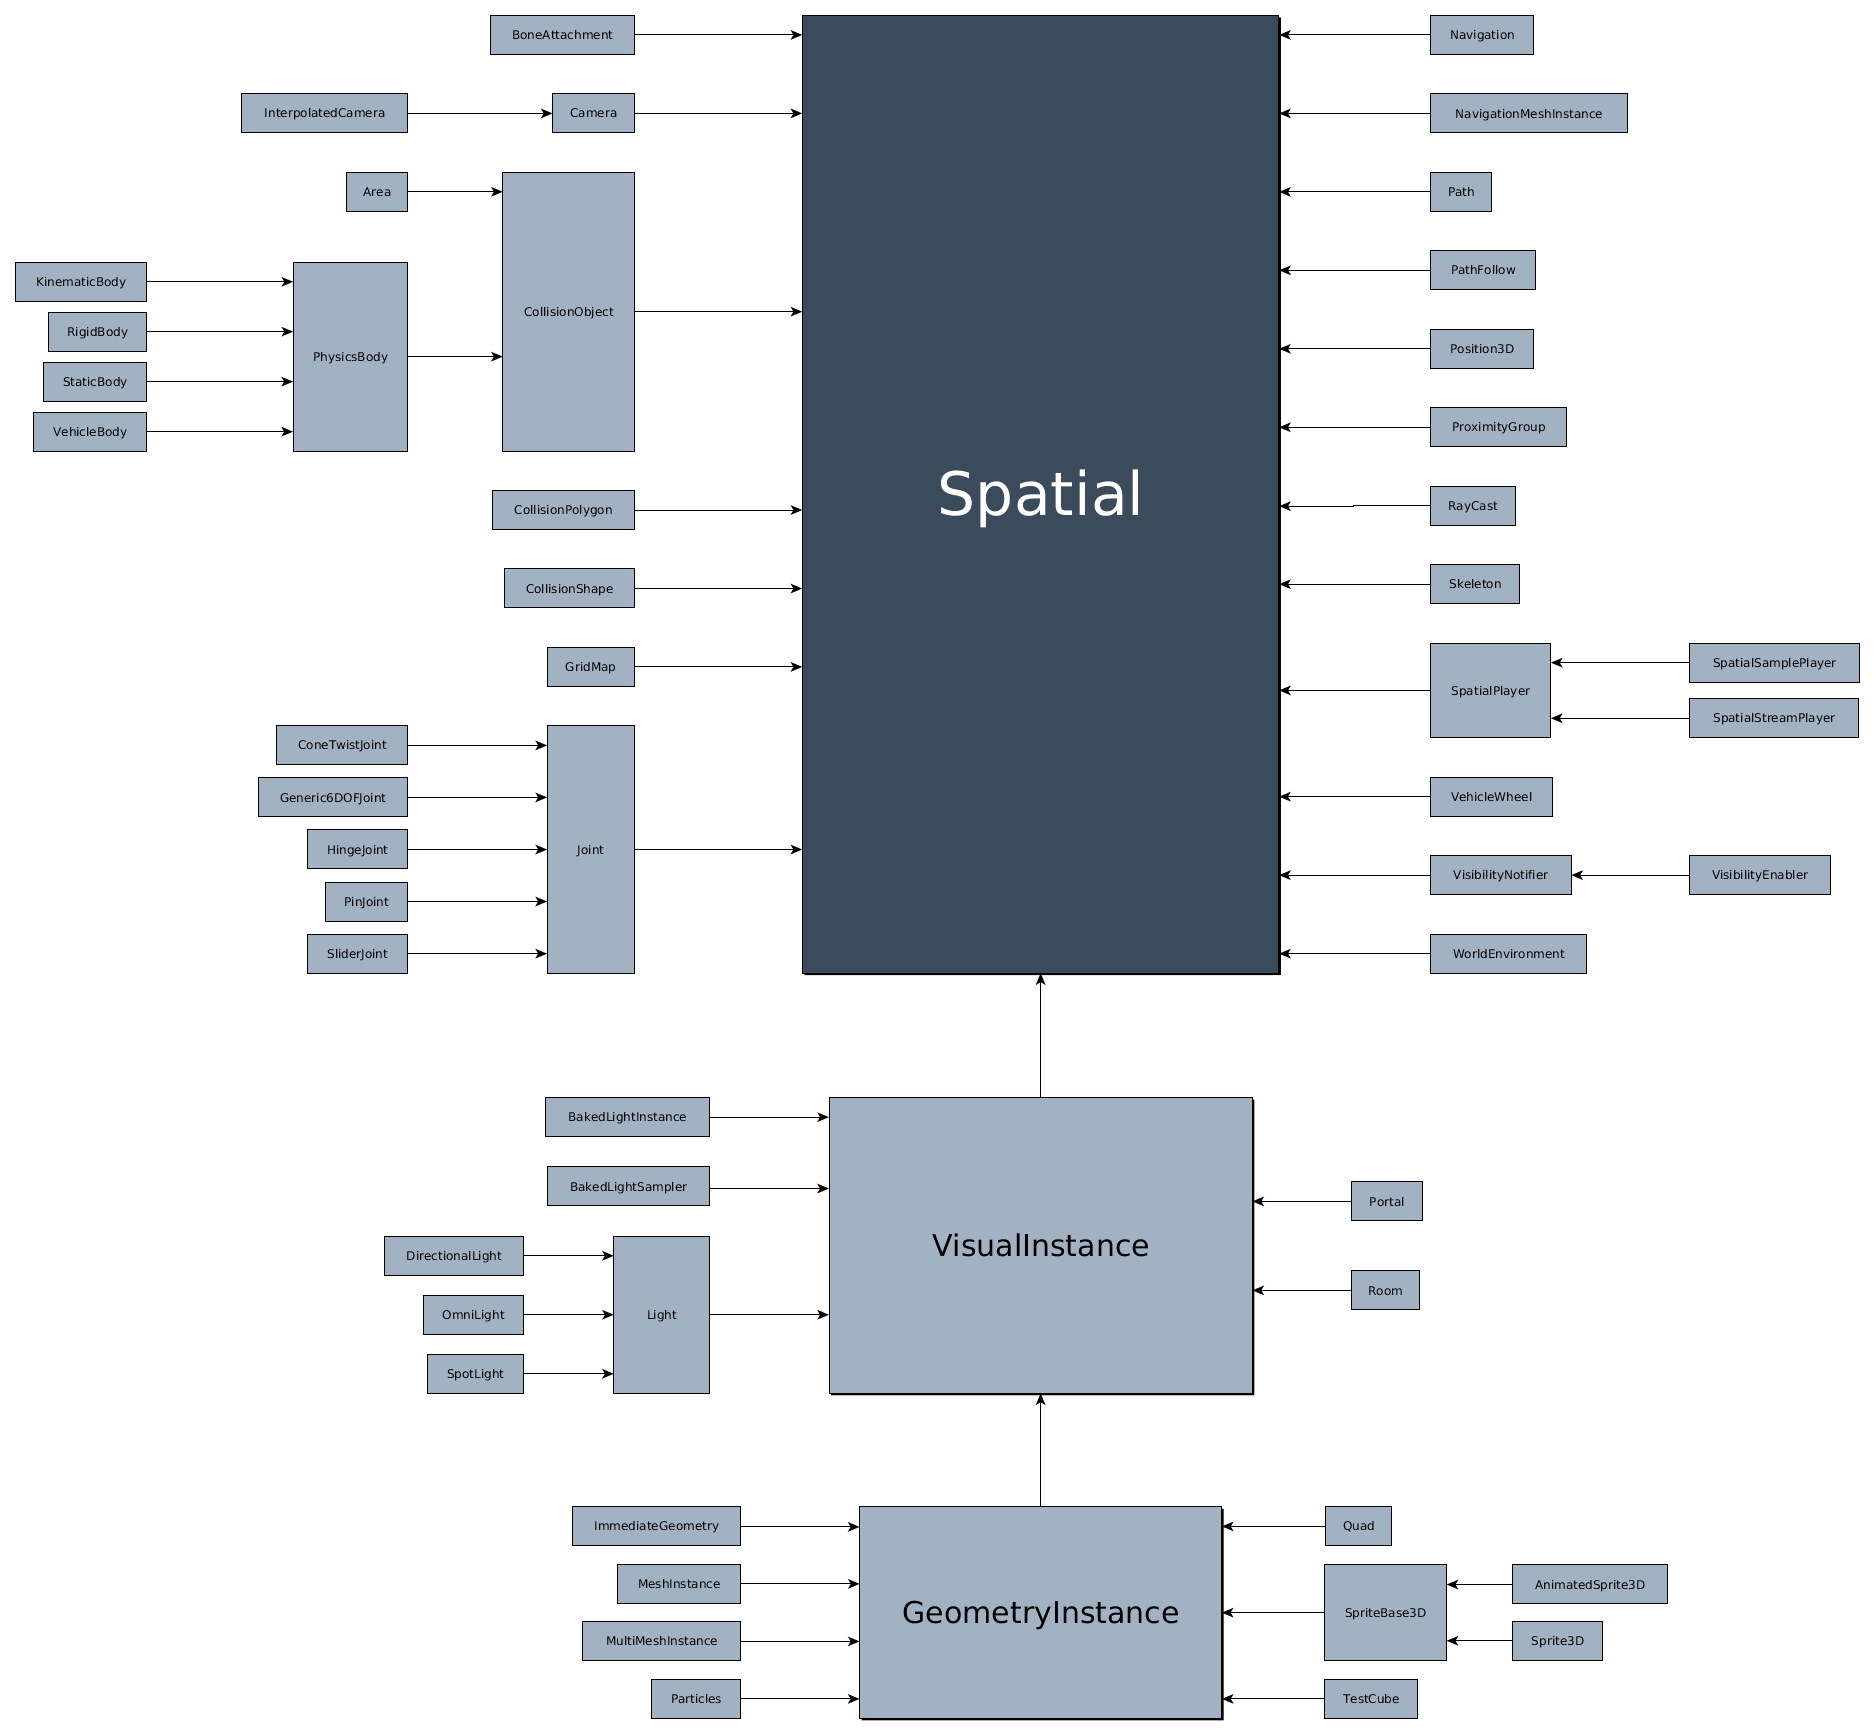 BoneAttachment
Navigation
InterpolatedCamera
Camera
NavigationMeshInstance
Area
Path
KinematicBody
PathFollow
CollisionObject
RigidBody
PhysicsBody
StaticBody
Position3D
VehicleBody
ProximityGroup
Spatial
CollisionPolygon
RayCast
CollisionShape
Skeleton
GridMap
SpatialPlayer
SpatialSamplePlayer
SpatialStreamPlayer
ConeTwistJoint
Generic6DOFJoint
VehicleWheel
HingeJoint
Joint
VisibilityNotifier
VisibilityEnabler
PinJoint
SliderJoint
WorldEnvironment
BakedLightInstance
BakedLightSampler
Portal
VisualInstance
DirectionalLight
Room
OmniLight
Light
SpotLight
ImmediateGeometry
Quad
MeshInstance
AnimatedSprite3D
GeometryInstance
SpriteBase3D
MultiMeshInstance
Sprite3D
Particles
TestCube